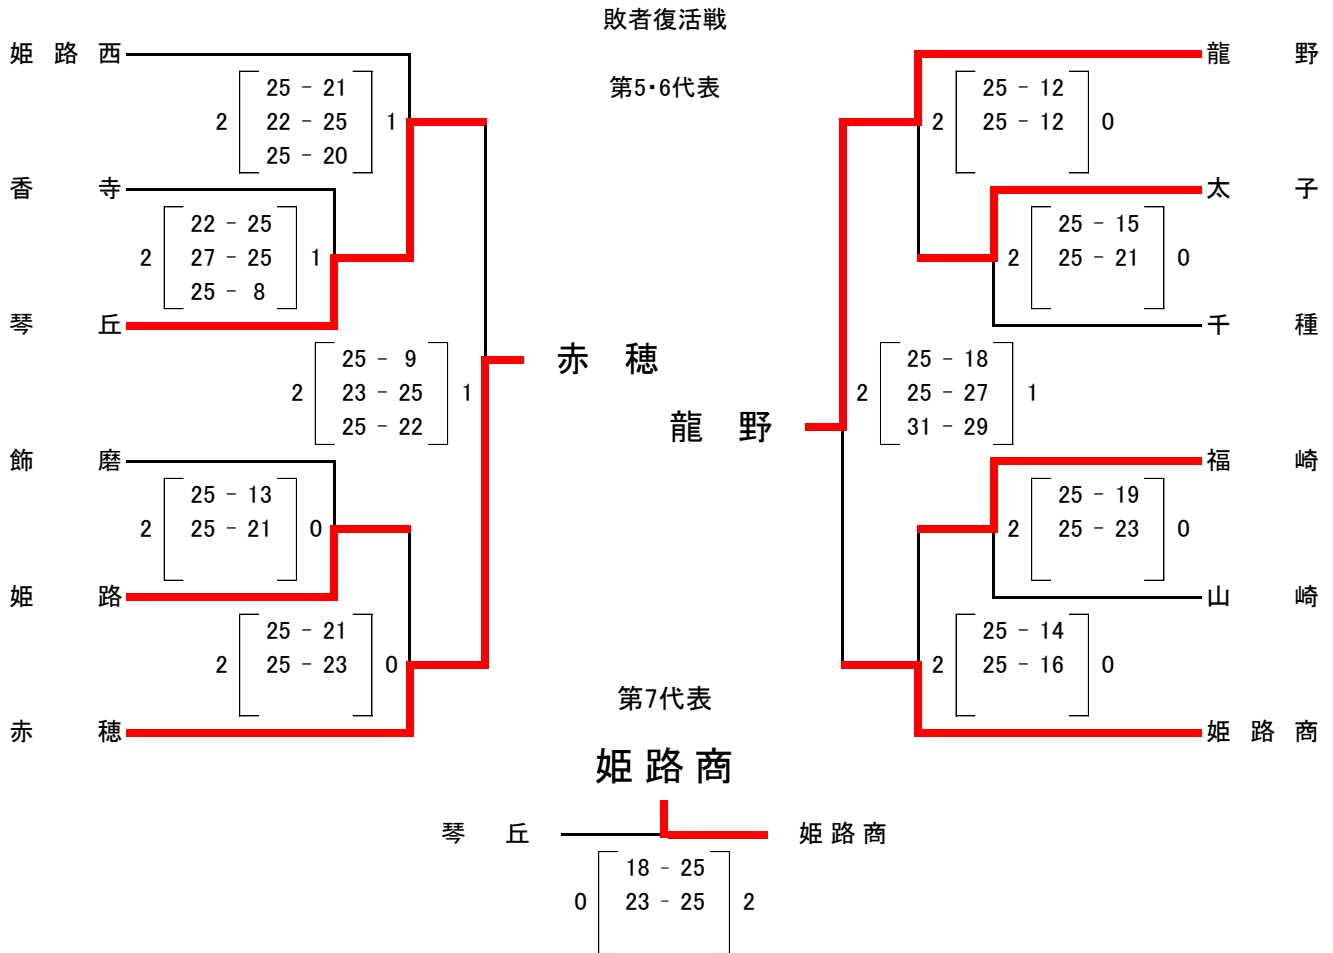 敗者復活戦
第5・6代表
姫路西
2 25 - 21 1
22 - 25
25 - 20
香寺
2 22 - 25 1
27 - 25
25 - 8
琴丘
2 25 - 9 1
23 - 25
25 - 22
赤穂
飾磨
2 25 - 13 0
25 - 21
姫路
2 25 - 21 0
25 - 23
赤穂
龍野
2 25 - 12 0
25 - 12
太子
2 25 - 15 0
25 - 21
千種
2 25 - 18 1
25 - 27
31 - 29
龍野
福崎
2 25 - 19 0
25 - 23
山崎
2 25 - 14 0
25 - 16
姫路商
第7代表
姫路商
琴丘 姫路商
0 18 - 25 2
23 - 25